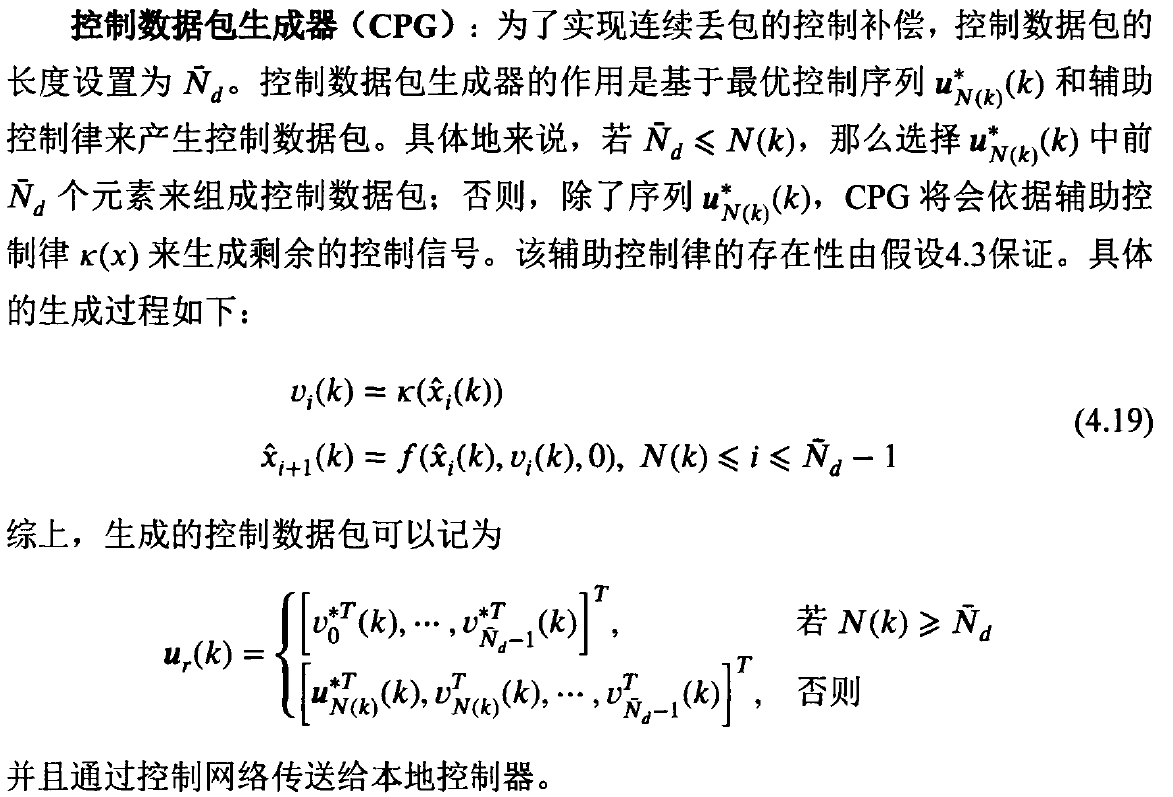 控制数据包生成器（CPG）：为了实现连续丢包的控制补偿，控制数据包的
长度设置为 $\bar{N}_d$。控制数据包生成器的作用是基于最优控制序列 $\boldsymbol{u}^*_{N(k)}(k)$ 和辅助
控制律来产生控制数据包。具体地来说，若 $\bar{N}_d \leqslant N(k)$，那么选择 $\boldsymbol{u}^*_{N(k)}(k)$ 中前
$\bar{N}_d$ 个元素来组成控制数据包；否则，除了序列 $\boldsymbol{u}^*_{N(k)}(k)$，CPG 将会依据辅助控
制律 $\kappa(x)$ 来生成剩余的控制信号。该辅助控制律的存在性由假设4.3保证。具体
的生成过程如下：
$v_i(k) = \kappa(\hat{x}_i(k))$
$\hat{x}_{i+1}(k) = f(\hat{x}_i(k), v_i(k), 0),\ N(k) \leqslant i \leqslant \bar{N}_d - 1$
(4.19)
综上，生成的控制数据包可以记为
$\boldsymbol{u}_r(k) = \begin{cases} \left[v_0^{*T}(k), \cdots, v_{\bar{N}_d-1}^{*T}(k)\right]^T, & \text{若 } N(k) \geqslant \bar{N}_d \\ \left[\boldsymbol{u}_{N(k)}^{*T}(k), v_{N(k)}^T(k), \cdots, v_{\bar{N}_d-1}^T(k)\right]^T, & \text{否则} \end{cases}$
并且通过控制网络传送给本地控制器。